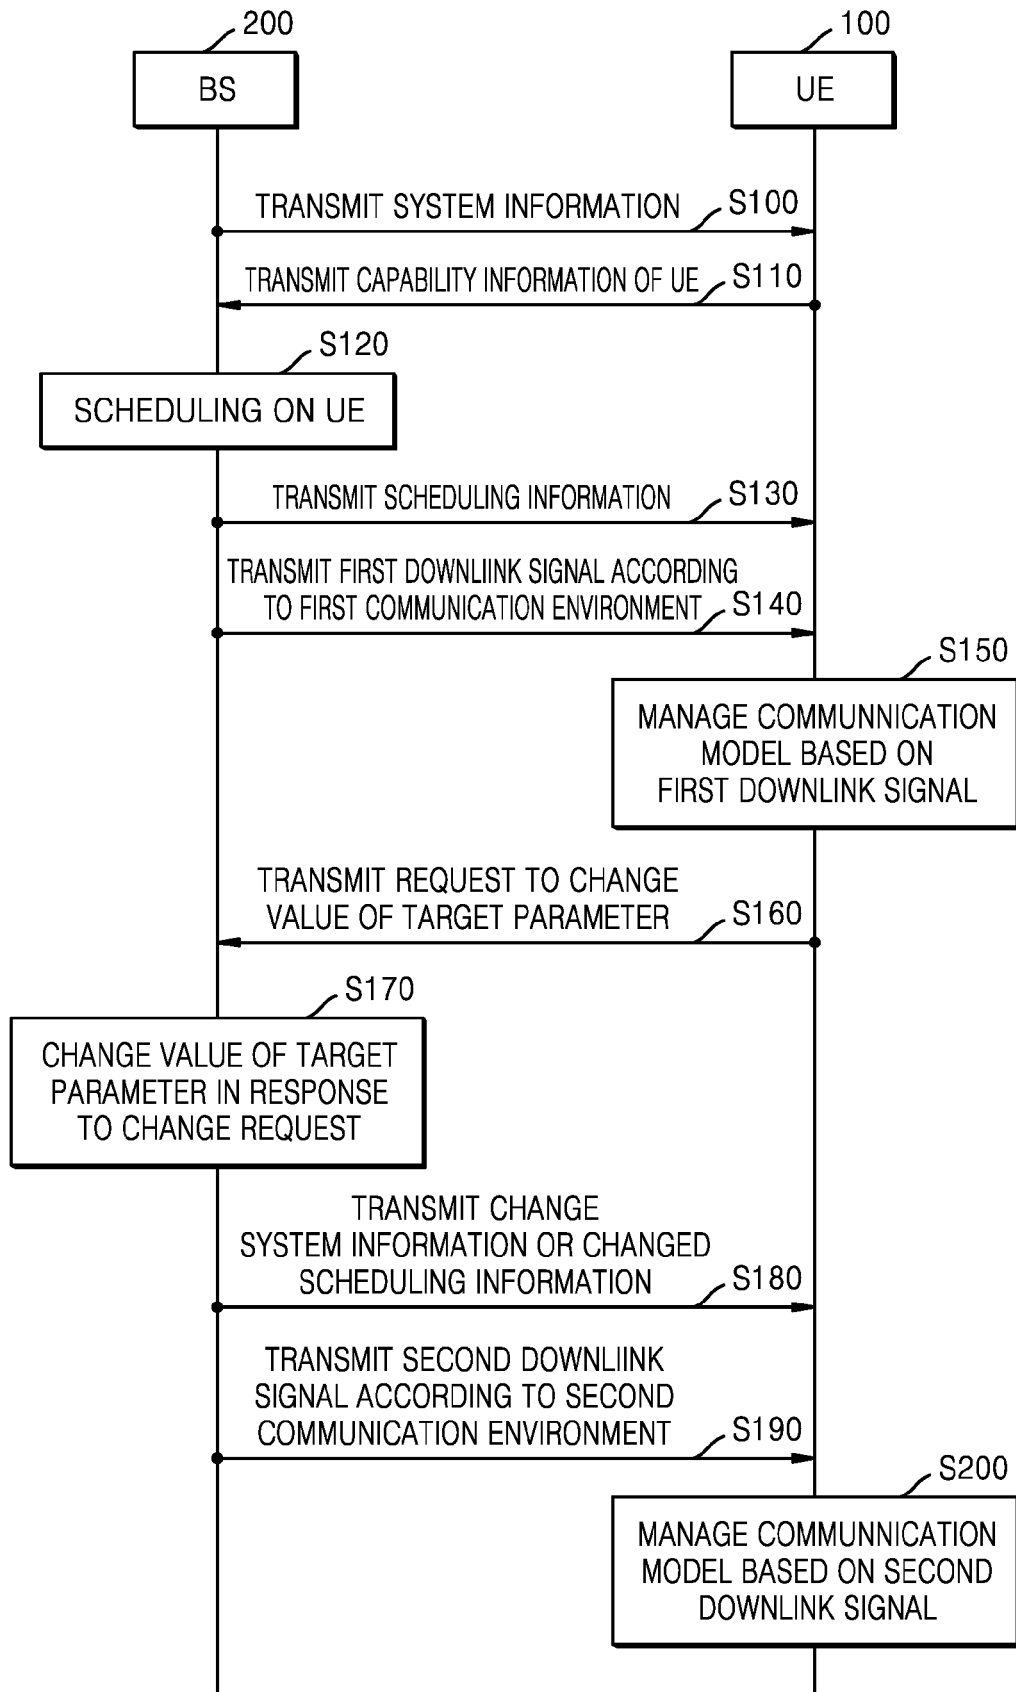 200
100
BS
UE
TRANSMIT SYSTEM INFORMATION
S100
TRANSMIT CAPABILITY INFORMATION OF UE
S110
S120
SCHEDULING ON UE
TRANSMIT SCHEDULING INFORMATION
S130
TRANSMIT FIRST DOWNLIINK SIGNAL ACCORDING
TO FIRST COMMUNICATION ENVIRONMENT
S140
S150
MANAGE COMMUNNICATION
MODEL BASED ON
FIRST DOWNLINK SIGNAL
TRANSMIT REQUEST TO CHANGE
VALUE OF TARGET PARAMETER
S160
S170
CHANGE VALUE OF TARGET
PARAMETER IN RESPONSE
TO CHANGE REQUEST
TRANSMIT CHANGE
SYSTEM INFORMATION OR CHANGED
SCHEDULING INFORMATION
S180
TRANSMIT SECOND DOWNLIINK
SIGNAL ACCORDING TO SECOND
COMMUNICATION ENVIRONMENT
S190
S200
MANAGE COMMUNNICATION
MODEL BASED ON SECOND
DOWNLINK SIGNAL